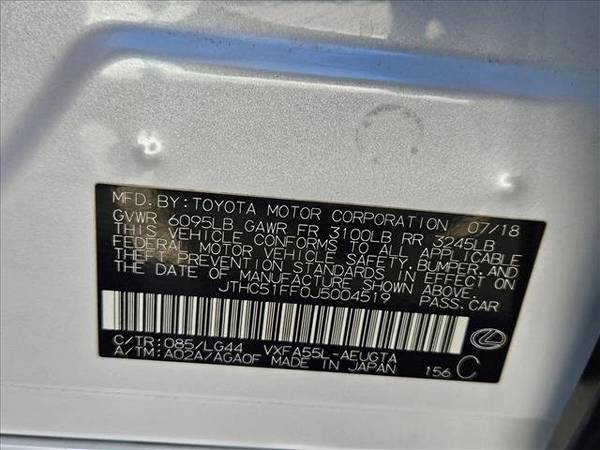 MFD. BY: TOYOTA MOTOR CORPORATION 07/18
GVWR 6095LB GAWR FR 3100LB RR 3245LB
THIS VEHICLE CONFORMS TO ALL APPLICABLE
FEDERAL MOTOR VEHICLE SAFETY, BUMPER, AND
THEFT PREVENTION STANDARDS IN EFFECT ON
THE DATE OF MANUFACTURE SHOWN ABOVE.
JTHC51FF0J5004519 PASS. CAR
C/TR: 085/LG44 VXFA55L-AEUGTA
A/TM: A02A/AGA0F MADE IN JAPAN 156 C